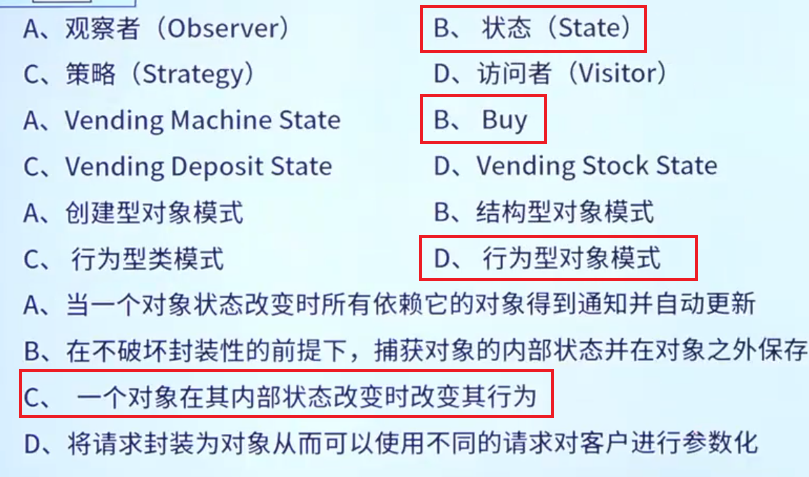 A、观察者（Observer） B、 状态（State）
C、策略（Strategy） D、访问者（Visitor）
A、Vending Machine State B、 Buy
C、Vending Deposit State D、Vending Stock State
A、创建型对象模式 B、结构型对象模式
C、 行为型类模式 D、 行为型对象模式
A、当一个对象状态改变时所有依赖它的对象得到通知并自动更新
B、在不破坏封装性的前提下，捕获对象的内部状态并在对象之外保存
C、 一个对象在其内部状态改变时改变其行为
D、将请求封装为对象从而可以使用不同的请求对客户进行参数化